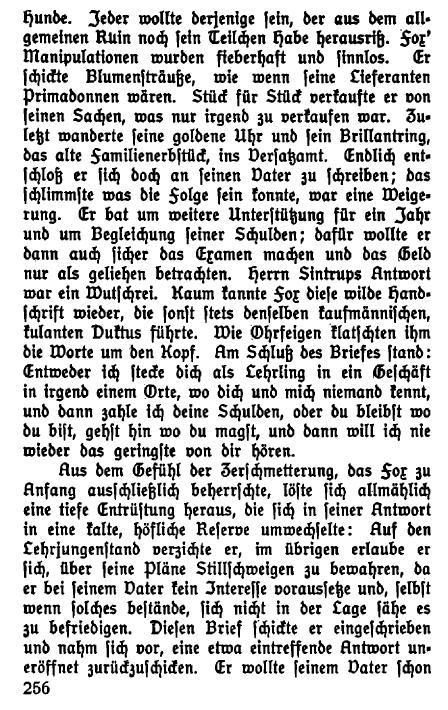 Hunde. Jeder wollte derjenige sein, der aus dem all-
gemeinen Ruin noch sein Teilchen Habe herausriß. Fox'
Manipulationen wurden fieberhaft und sinnlos. Er
schickte Blumensträuße, wie wenn seine Lieferanten
Primadonnen wären. Stück für Stück verkaufte er von
seinen Sachen, was nur irgend zu verkaufen war. Zu-
letzt wanderte seine goldene Uhr und sein Brillantring,
das alte Familienerbstück, ins Versatzamt. Endlich ent-
schloß er sich doch an seinen Vater zu schreiben; das
schlimmste was die Folge sein konnte, war eine Weige-
rung. Er bat um weitere Unterstützung für ein Jahr
und um Begleichung seiner Schulden; dafür wollte er
dann auch sicher das Examen machen und das Geld
nur als geliehen betrachten. Herrn Sintrups Antwort
war ein Wutschrei. Kaum kannte Fox diese wilde Hand-
schrift wieder, die sonst stets denselben kaufmännischen,
kulanten Duktus führte. Wie Ohrfeigen klatschten ihm
die Worte um den Kopf. Am Schluß des Briefes stand:
Entweder ich stecke dich als Lehrling in ein Geschäft
in irgend einem Orte, wo dich und mich niemand kennt,
und dann zahle ich deine Schulden, oder du bleibst wo
du bist, gehst hin wo du magst, und dann will ich nie
wieder das geringste von dir hören.
Aus dem Gefühl der Zerschmetterung, das Fox zu
Anfang ausschließlich beherrschte, löste sich allmählich
eine tiefe Entrüstung heraus, die sich in seiner Antwort
in eine kalte, höfliche Reserve umwechselte: Auf den
Lehrjungenstand verzichte er, im übrigen erlaube er
sich, über seine Pläne Stillschweigen zu bewahren, da
er bei seinem Vater kein Interesse voraussetze und, selbst
wenn solches bestände, sich nicht in der Lage sähe es
zu befriedigen. Diesen Brief schickte er eingeschrieben
und nahm sich vor, eine etwa eintreffende Antwort un-
eröffnet zurückzuschicken. Er wollte seinem Vater schon
256